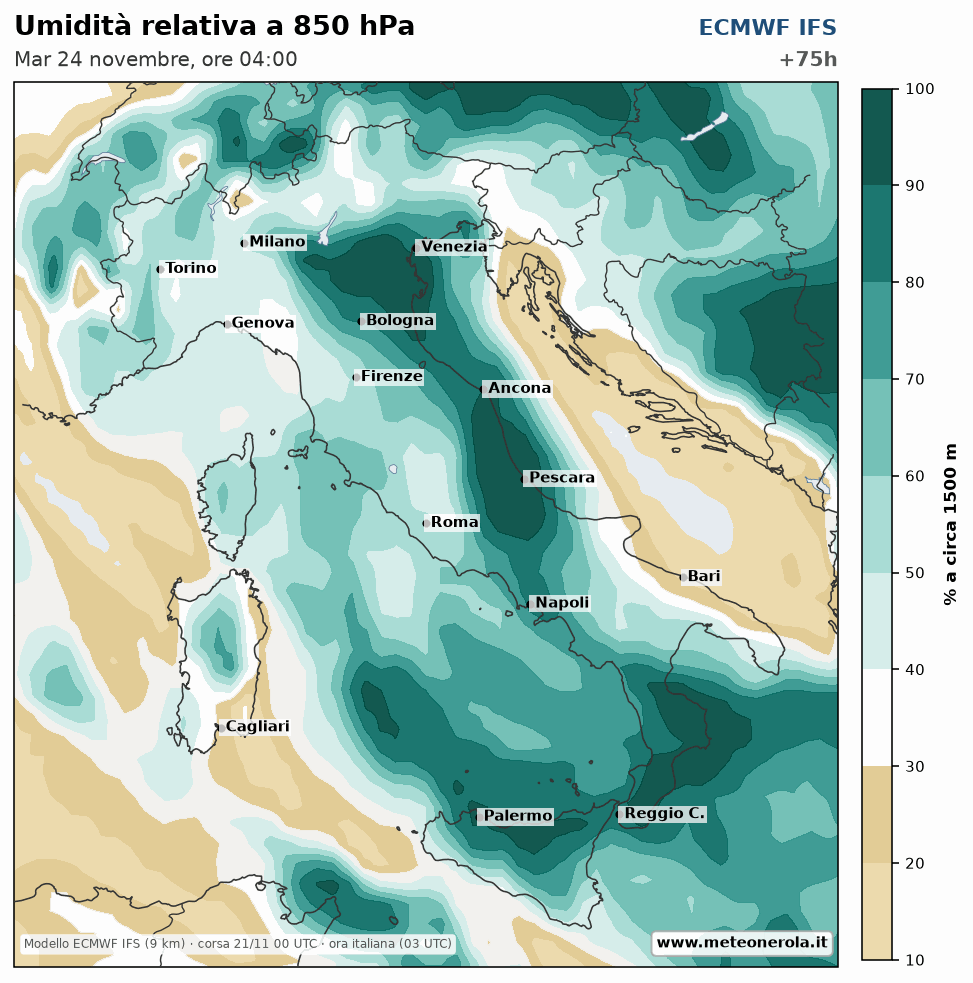 Umidità relativa a 850 hPa
ECMWF IFS
Mar 24 novembre, ore 04:00
+75h
100
90
80
70
60
50
40
30
20
10
% a circa 1500 m
Milano
Venezia
Torino
Genova
Bologna
Firenze
Ancona
Pescara
Roma
Bari
Napoli
Cagliari
Palermo
Reggio C.
Modello ECMWF IFS (9 km) · corsa 21/11 00 UTC · ora italiana (03 UTC)
www.meteonerola.it